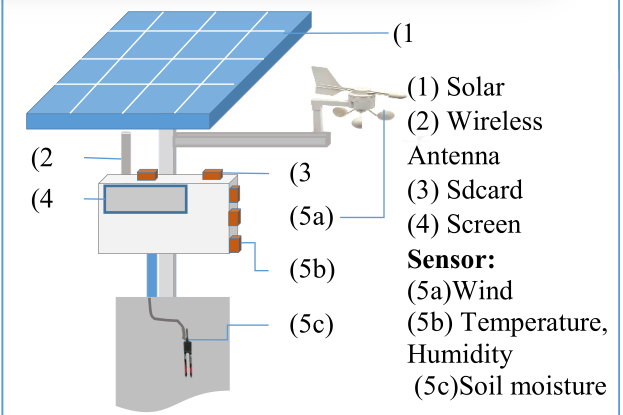 (1
(2
(3
(4
(5a)
(5b)
(5c)
(1) Solar
(2) Wireless
Antenna
(3) Sdcard
(4) Screen
Sensor:
(5a)Wind
(5b) Temperature,
Humidity
(5c)Soil moisture